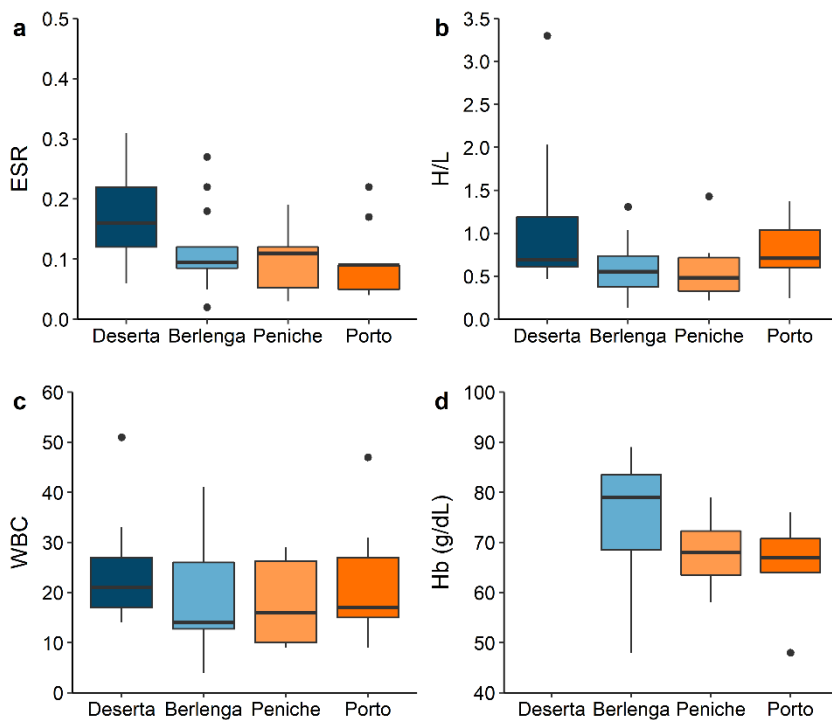 a
0.5
0.4
0.3
0.2
0.1
0.0
ESR
Deserta Berlenga Peniche Porto
b
3.5
3.0
2.5
2.0
1.5
1.0
0.5
0.0
H/L
Deserta Berlenga Peniche Porto
c
60
50
40
30
20
10
0
WBC
Deserta Berlenga Peniche Porto
d
100
90
80
70
60
50
40
Hb (g/dL)
Deserta Berlenga Peniche Porto